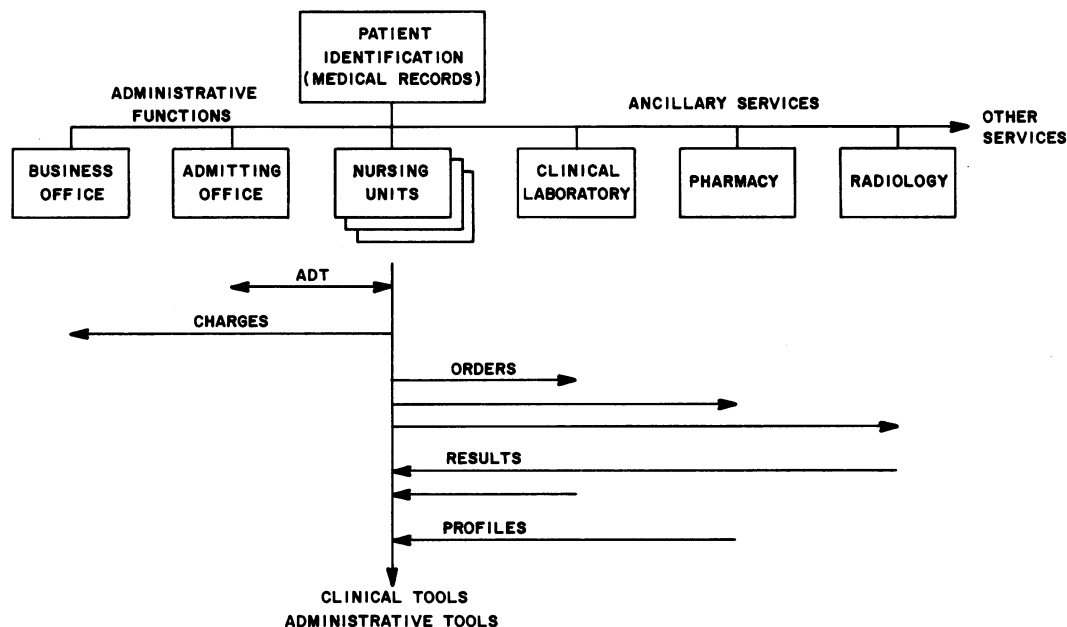 PATIENT
IDENTIFICATION
(MEDICAL RECORDS)
ADMINISTRATIVE
FUNCTIONS
ANCILLARY SERVICES
OTHER
SERVICES
BUSINESS
OFFICE
ADMITTING
OFFICE
NURSING
UNITS
CLINICAL
LABORATORY
PHARMACY
RADIOLOGY
ADT
CHARGES
ORDERS
RESULTS
PROFILES
CLINICAL TOOLS
ADMINISTRATIVE TOOLS